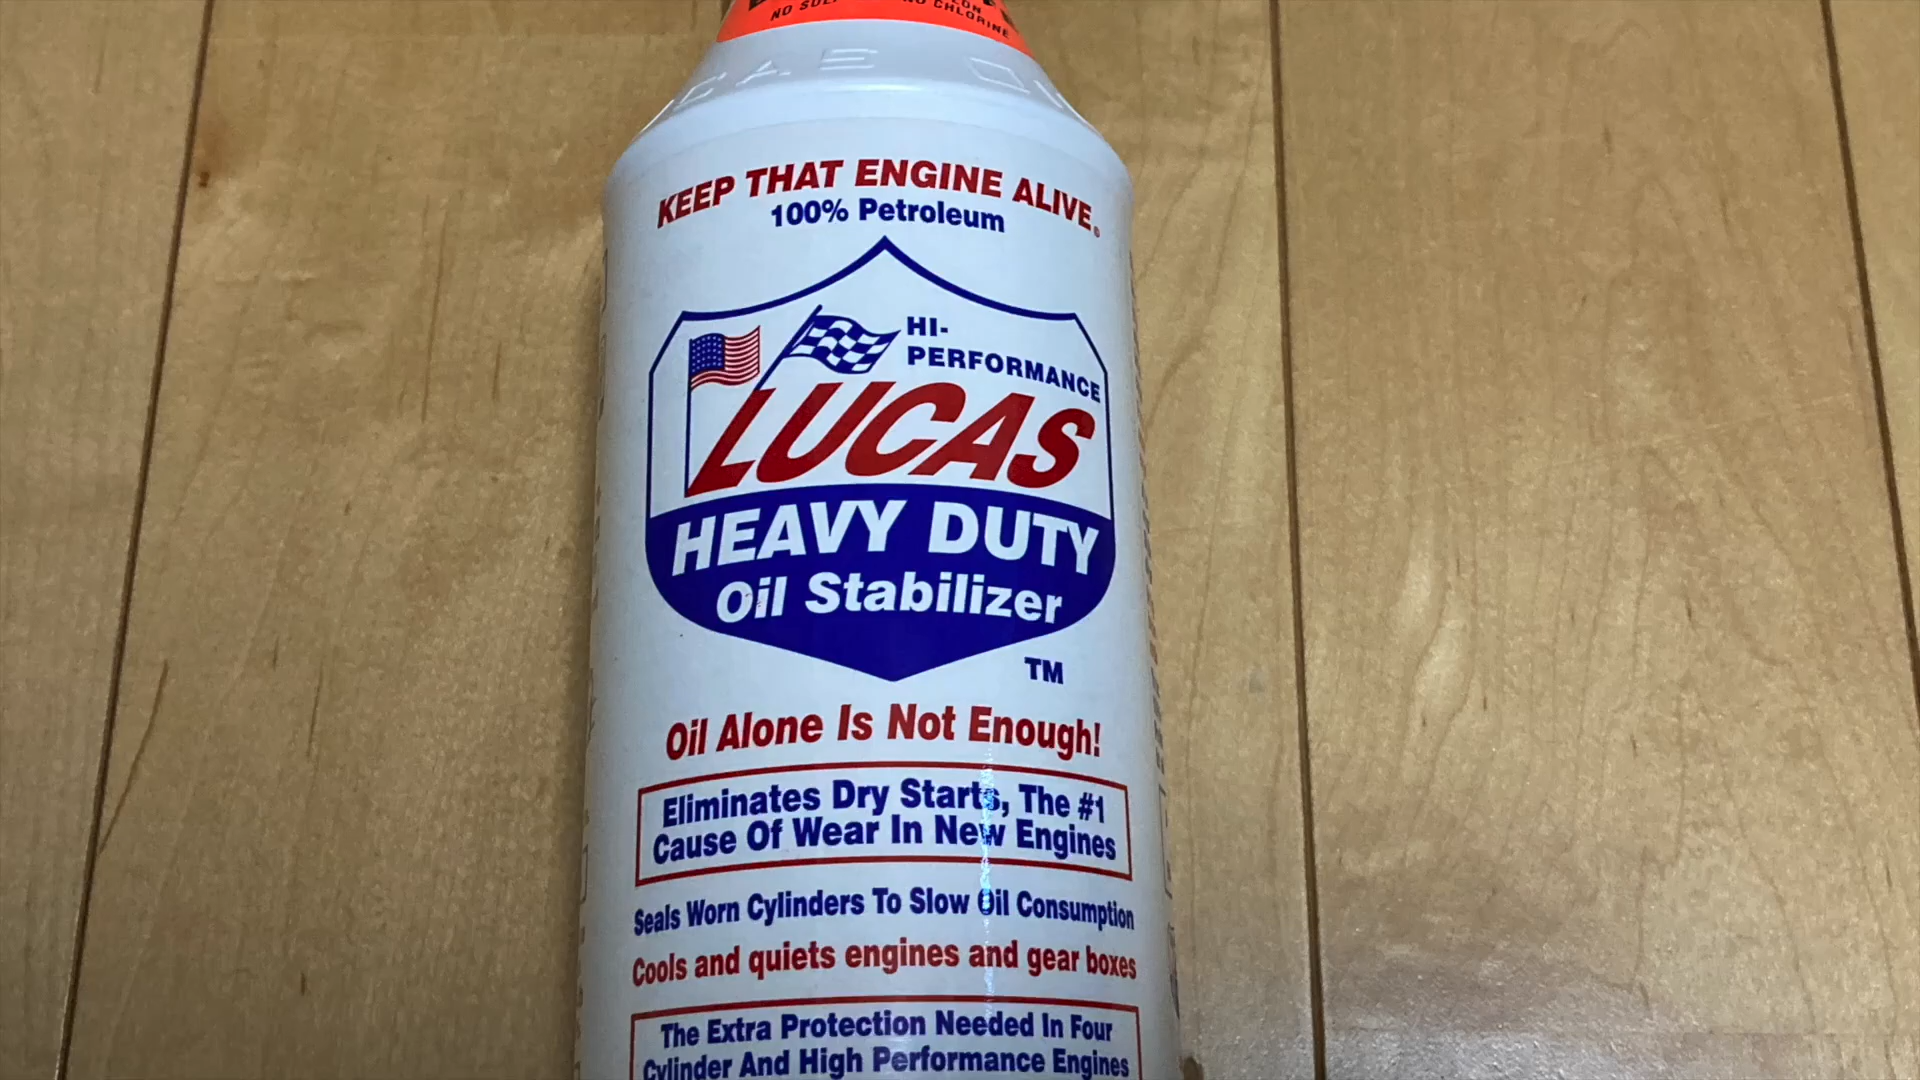 NO CHLORINE
KEEP THAT ENGINE ALIVE®
100% Petroleum
HI-
PERFORMANCE
LUCAS
HEAVY DUTY
Oil Stabilizer
TM
Oil Alone Is Not Enough!
Eliminates Dry Starts, The #1
Cause Of Wear In New Engines
Seals Worn Cylinders To Slow Oil Consumption
Cools and quiets engines and gear boxes
The Extra Protection Needed In Four
Cylinder And High Performance Engines